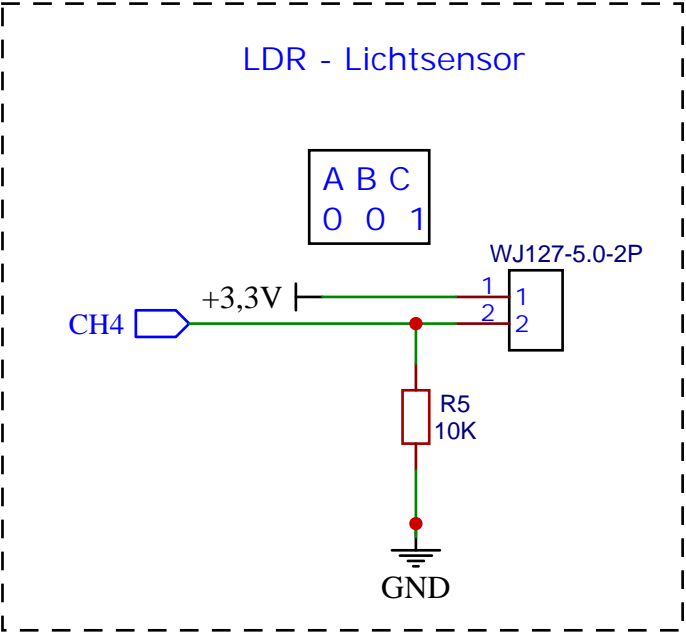 LDR - Lichtsensor
A B C
0 0 1
WJ127-5.0-2P
+3,3V
1
1
CH4
2
2
R5
10K
GND